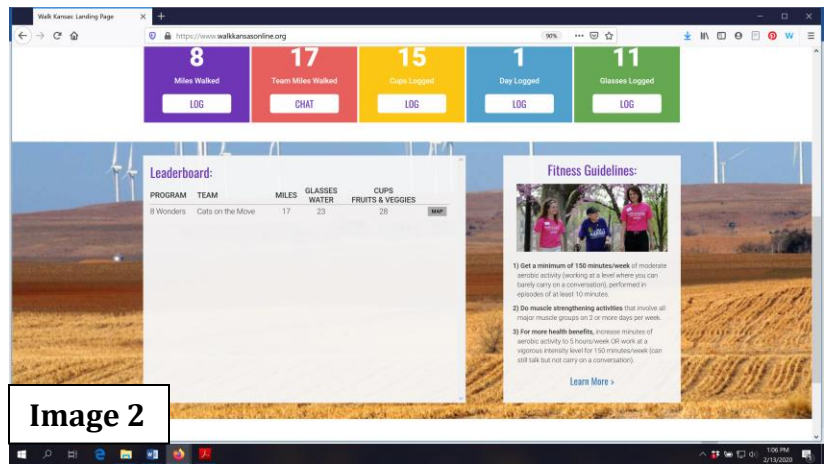 Walk Kansas: Landing Page
https://www.walkkansasonline.org
90%
8
Miles Walked
LOG
17
Team Miles Walked
CHAT
15
Cups Logged
LOG
1
Day Logged
LOG
11
Glasses Logged
LOG
Leaderboard:
PROGRAM TEAM MILES GLASSES WATER CUPS FRUITS & VEGGIES
8 Wonders Cats on the Move 17 23 28 MAP
Fitness Guidelines:
1) Get a minimum of 150 minutes/week of moderate
aerobic activity (working at a level where you can
barely carry on a conversation), performed in
episodes of at least 10 minutes.
2) Do muscle strengthening activities that involve all
major muscle groups on 2 or more days per week.
3) For more health benefits, increase minutes of
aerobic activity to 5 hours/week OR work at a
vigorous intensity level for 150 minutes/week (can
still talk but not carry on a conversation).
Learn More >
Image 2
1:06 PM
2/13/2020